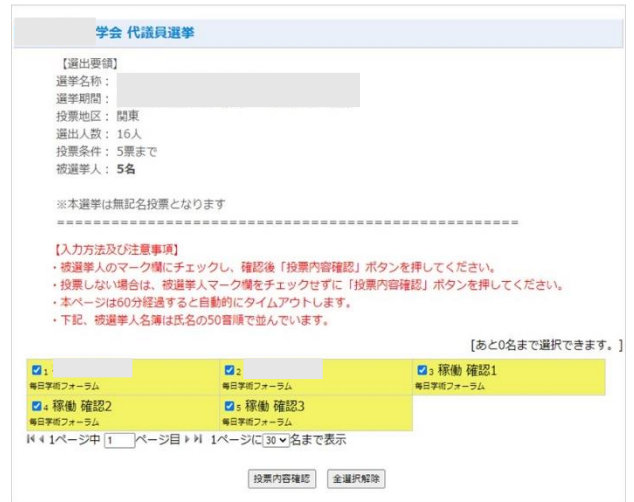 学会 代議員選挙
【選出要領】
選挙名称：
選挙期間：
投票地区： 関東
選出人数： 16人
投票条件： 5票まで
被選挙人： 5名
※本選挙は無記名投票となります
===================================================
【入力方法及び注意事項】
・被選挙人のマーク欄にチェックし、確認後「投票内容確認」ボタンを押してください。
・投票しない場合は、被選挙人マーク欄をチェックせずに「投票内容確認」ボタンを押してください。
・本ページは60分経過すると自動的にタイムアウトします。
・下記、被選挙人名簿は氏名の50音順で並んでいます。
[あと0名まで選択できます。]
1
毎日学術フォーラム
2
毎日学術フォーラム
3 稼働 確認1
毎日学術フォーラム
4 稼働 確認2
毎日学術フォーラム
5 稼働 確認3
毎日学術フォーラム
1ページ中 1 ページ目 1ページに 30 名まで表示
投票内容確認 全選択解除